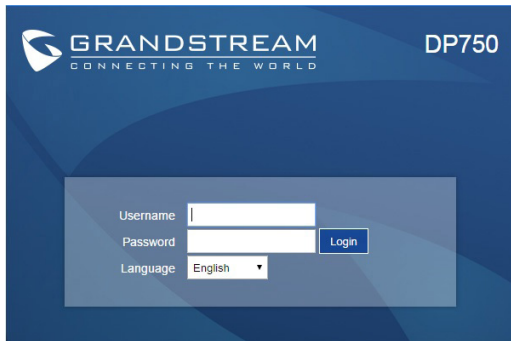 GRANDSTREAM DP750
CONNECTING THE WORLD
Username
Password Login
Language English